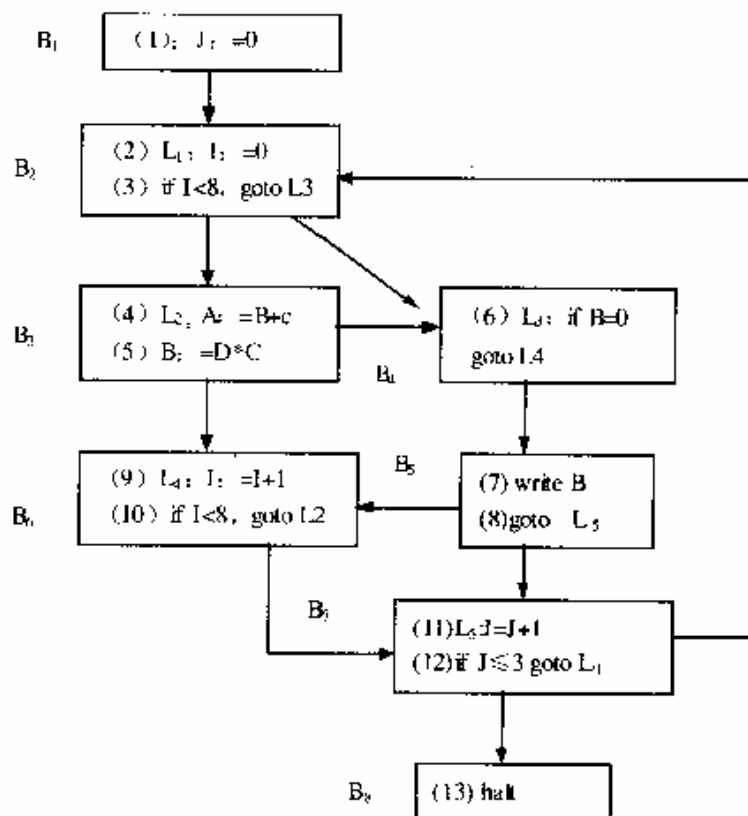 B₁
(1): J: =0
B₂
(2) L₁: I: =0
(3) if I<8, goto L3
B₃
(4) L₂: A: =B+c
(5) B: =D*C
B₄
(6) L₃: if B=0
goto L4
B₅
(7) write B
(8)goto L₅
B₆
(9) L₄: I: =I+1
(10) if I<8, goto L2
B₇
(11)L₅:J=J+1
(12)if J≤3 goto L₁
B₈
(13) halt